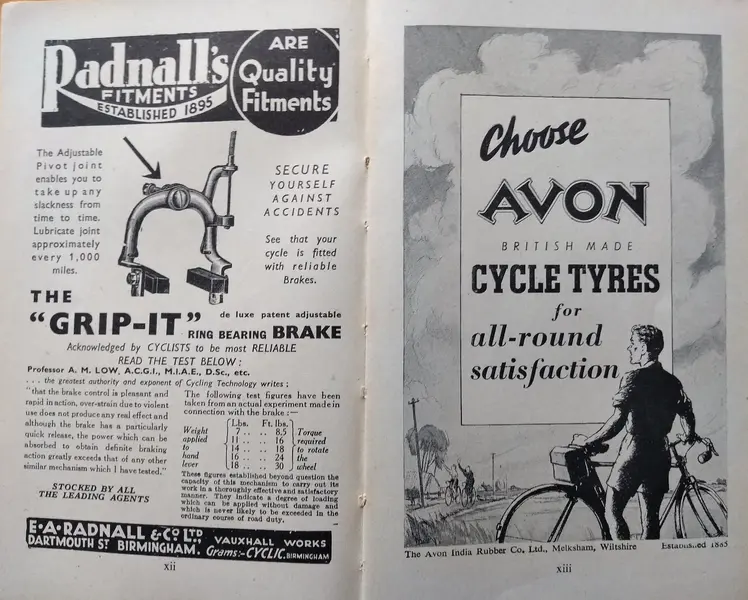 Radnall's
FITMENTS
ESTABLISHED 1895
ARE
Quality
Fitments
The Adjustable
Pivot joint
enables you to
take up any
slackness from
time to time.
Lubricate joint
approximately
every 1,000
miles.
SECURE
YOURSELF
AGAINST
ACCIDENTS
See that your
cycle is fitted
with reliable
Brakes.
THE
"GRIP-IT" de luxe patent adjustable
RING BEARING BRAKE
Acknowledged by CYCLISTS to be most RELIABLE
READ THE TEST BELOW:
Professor A. M. LOW, A.C.G.I., M.I.A.E., D.Sc., etc.
. . . the greatest authority and exponent of Cycling Technology writes ;
"that the brake control is pleasant and
rapid in action, over-strain due to violent
use does not produce any real effect and
although the brake has a particularly
quick release, the power which can be
absorbed to obtain definite braking
action greatly exceeds that of any other
similar mechanism which I have tested."
STOCKED BY ALL
THE LEADING AGENTS
The following test figures have been
taken from an actual experiment made in
connection with the brake :—
Lbs. Ft. lbs.
Weight 7 .. .. 8.5 Torque
applied 11 .. .. 16 required
to 14 .. .. 18 to rotate
hand 16 .. .. 24 the
lever 18 .. .. 30 wheel
These figures established beyond question the
capacity of this mechanism to carry out its
work in a thoroughly effective and satisfactory
manner. They indicate a degree of loading
which can be applied without damage and
which is never likely to be exceeded in the
ordinary course of road duty.
E·A·RADNALL & Co LTD,
DARTMOUTH ST BIRMINGHAM.
VAUXHALL WORKS
Grams:- CYCLIC, BIRMINGHAM
xii
Choose
AVON
BRITISH MADE
CYCLE TYRES
for
all-round
satisfaction
The Avon India Rubber Co. Ltd., Melksham, Wiltshire Established 1885
xiii